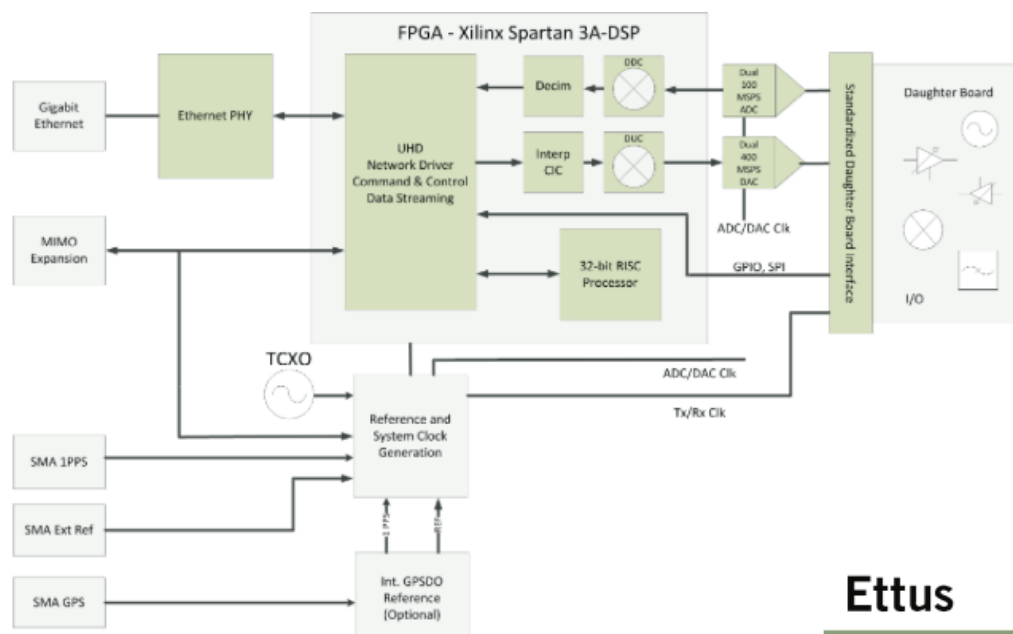 FPGA - Xilinx Spartan 3A-DSP
Gigabit
Ethernet
Ethernet PHY
UHD
Network Driver
Command & Control
Data Streaming
Decim
DDC
Dual
100
MSPS
ADC
Interp
CIC
DUC
Dual
400
MSPS
DAC
ADC/DAC Clk
Standardized Daughter Board Interface
Daughter Board
I/O
MIMO
Expansion
32-bit RISC
Processor
GPIO, SPI
TCXO
ADC/DAC Clk
Tx/Rx Clk
Reference and
System Clock
Generation
SMA 1PPS
SMA Ext Ref
1 PPS
REF
SMA GPS
Int. GPSDO
Reference
(Optional)
Ettus